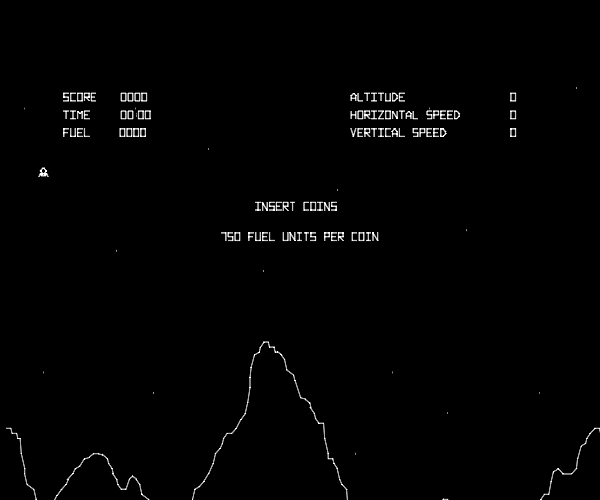 SCORE 0000 ALTITUDE 0
TIME 00:00 HORIZONTAL SPEED 0
FUEL 0000 VERTICAL SPEED 0
INSERT COINS
750 FUEL UNITS PER COIN